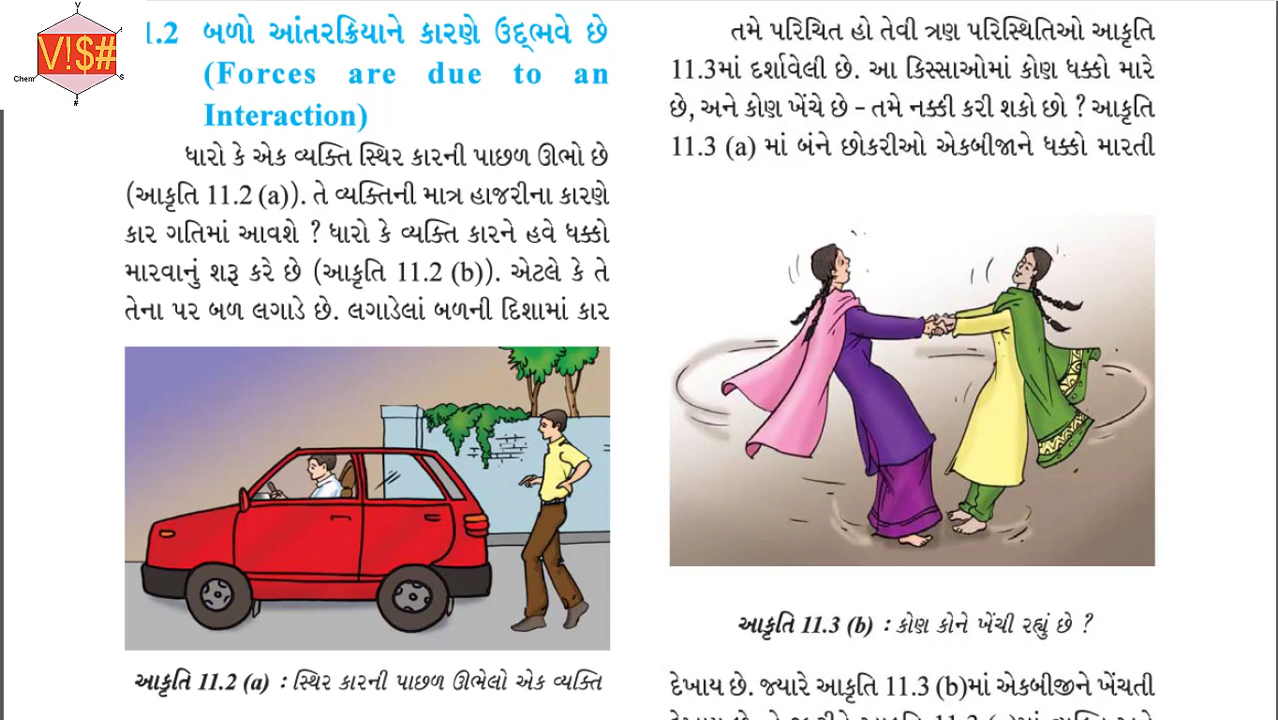 V!$#
Y
Chem
S
#
1.2 બળો આંતરક્રિયાને કારણે ઉદ્ભવે છે
(Forces are due to an
Interaction)
ધારો કે એક વ્યક્તિ સ્થિર કારની પાછળ ઊભો છે
(આકૃતિ 11.2 (a)). તે વ્યક્તિની માત્ર હાજરીના કારણે
કાર ગતિમાં આવશે ? ધારો કે વ્યક્તિ કારને હવે ધક્કો
મારવાનું શરૂ કરે છે (આકૃતિ 11.2 (b)). એટલે કે તે
તેના પર બળ લગાડે છે. લગાડેલાં બળની દિશામાં કાર
આકૃતિ 11.2 (a) : સ્થિર કારની પાછળ ઊભેલો એક વ્યક્તિ
તમે પરિચિત હો તેવી ત્રણ પરિસ્થિતિઓ આકૃતિ
11.3માં દર્શાવેલી છે. આ કિસ્સાઓમાં કોણ ધક્કો મારે
છે, અને કોણ ખેંચે છે - તમે નક્કી કરી શકો છો ? આકૃતિ
11.3 (a) માં બંને છોકરીઓ એકબીજાને ધક્કો મારતી
આકૃતિ 11.3 (b) : કોણ કોને ખેંચી રહ્યું છે ?
દેખાય છે. જ્યારે આકૃતિ 11.3 (b)માં એકબીજીને ખેંચતી